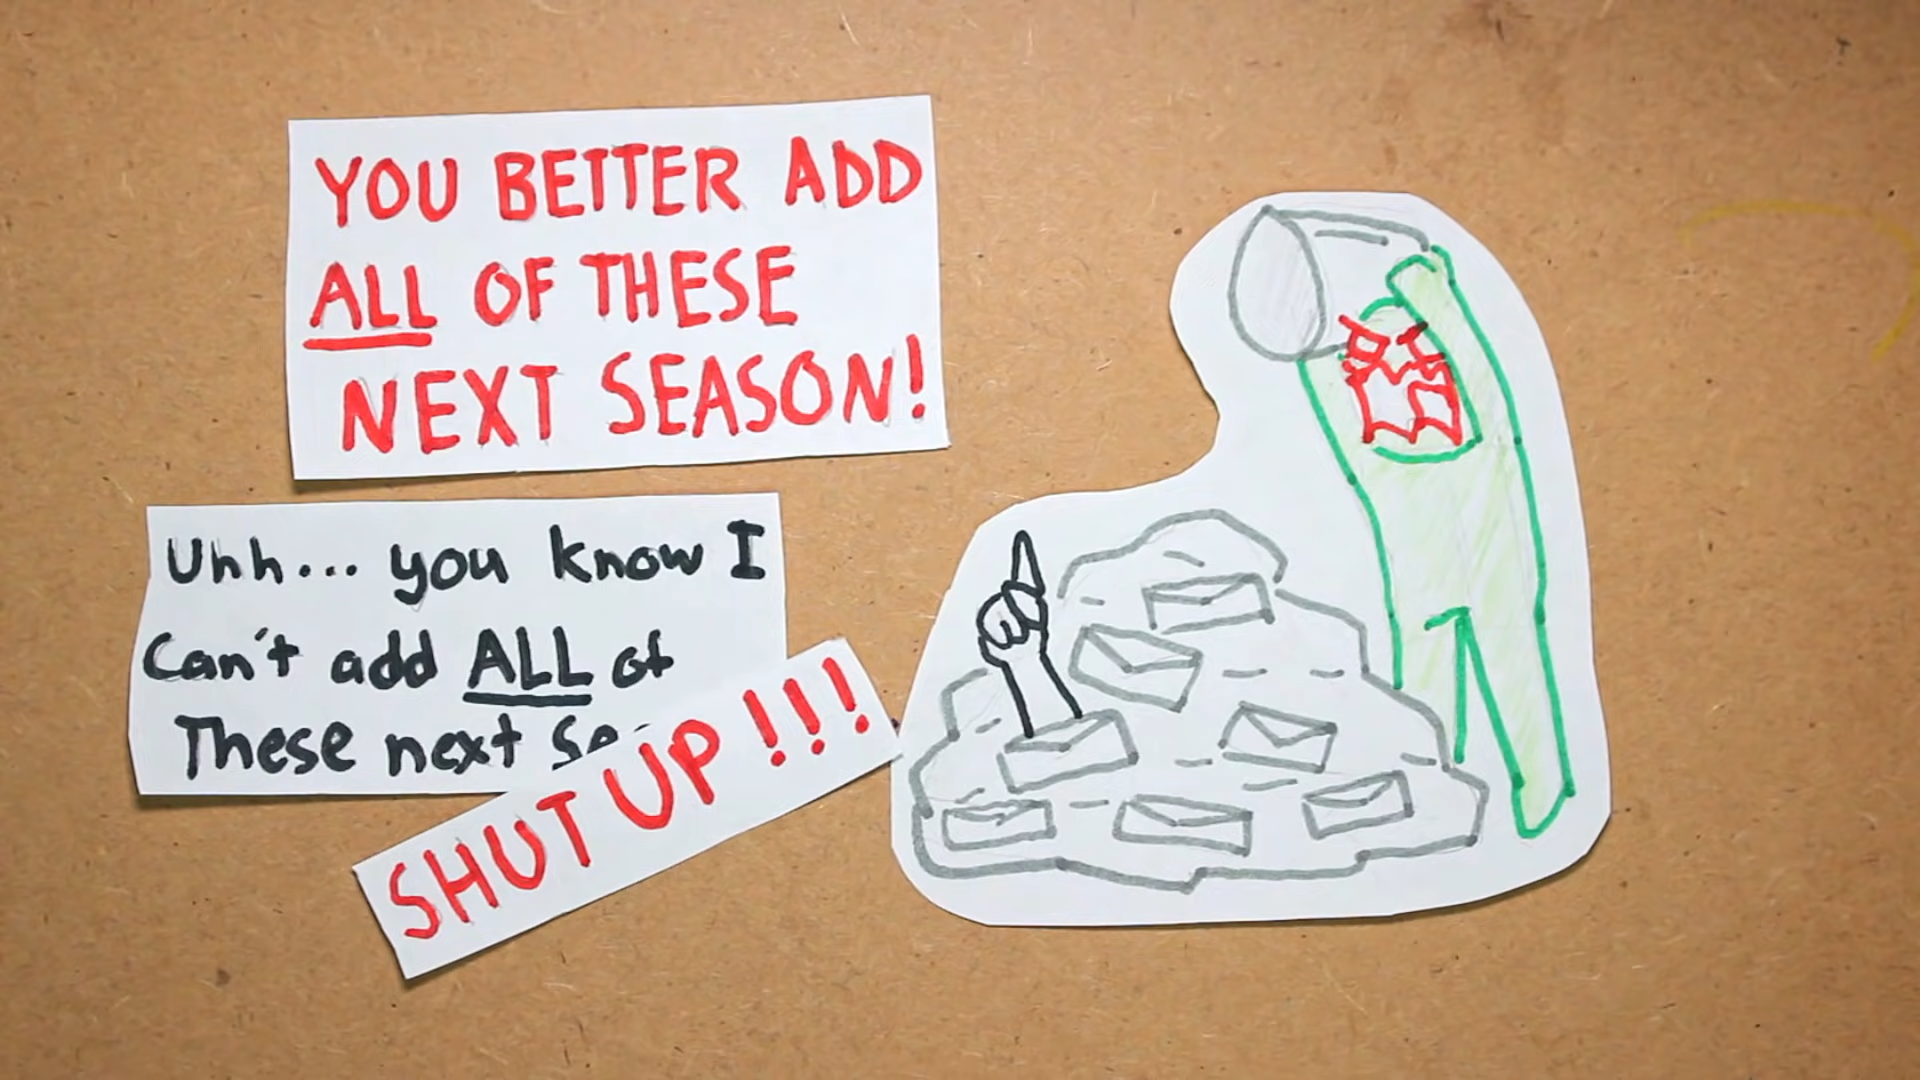 YOU BETTER ADD
ALL OF THESE
NEXT SEASON!
Uhh... you know I
Can't add ALL of
These next Se
SHUT UP!!!